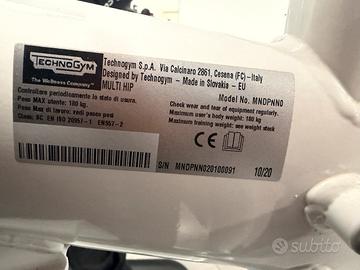 TECHNOGYM
The Wellness Company
Technogym S.p.A. Via Calcinaro 2861, Cesena (FC)-Italy
Designed by Technogym - Made in Slovakia - EU
MULTI HIP
Model No. MNDPNN0
Controllare periodicamente lo stato di usura.
Peso MAX utente: 180 kg.
Peso MAX lavoro: vedi pacco pesi
Class: SC EN ISO 20957-1 EN957-2
Check wear and tear of equipment regularly.
Maximum user's body weight: 180 kg
Maximum training weight: see weight stack
CE
S/N MNDPNN020100091
10/20
subito